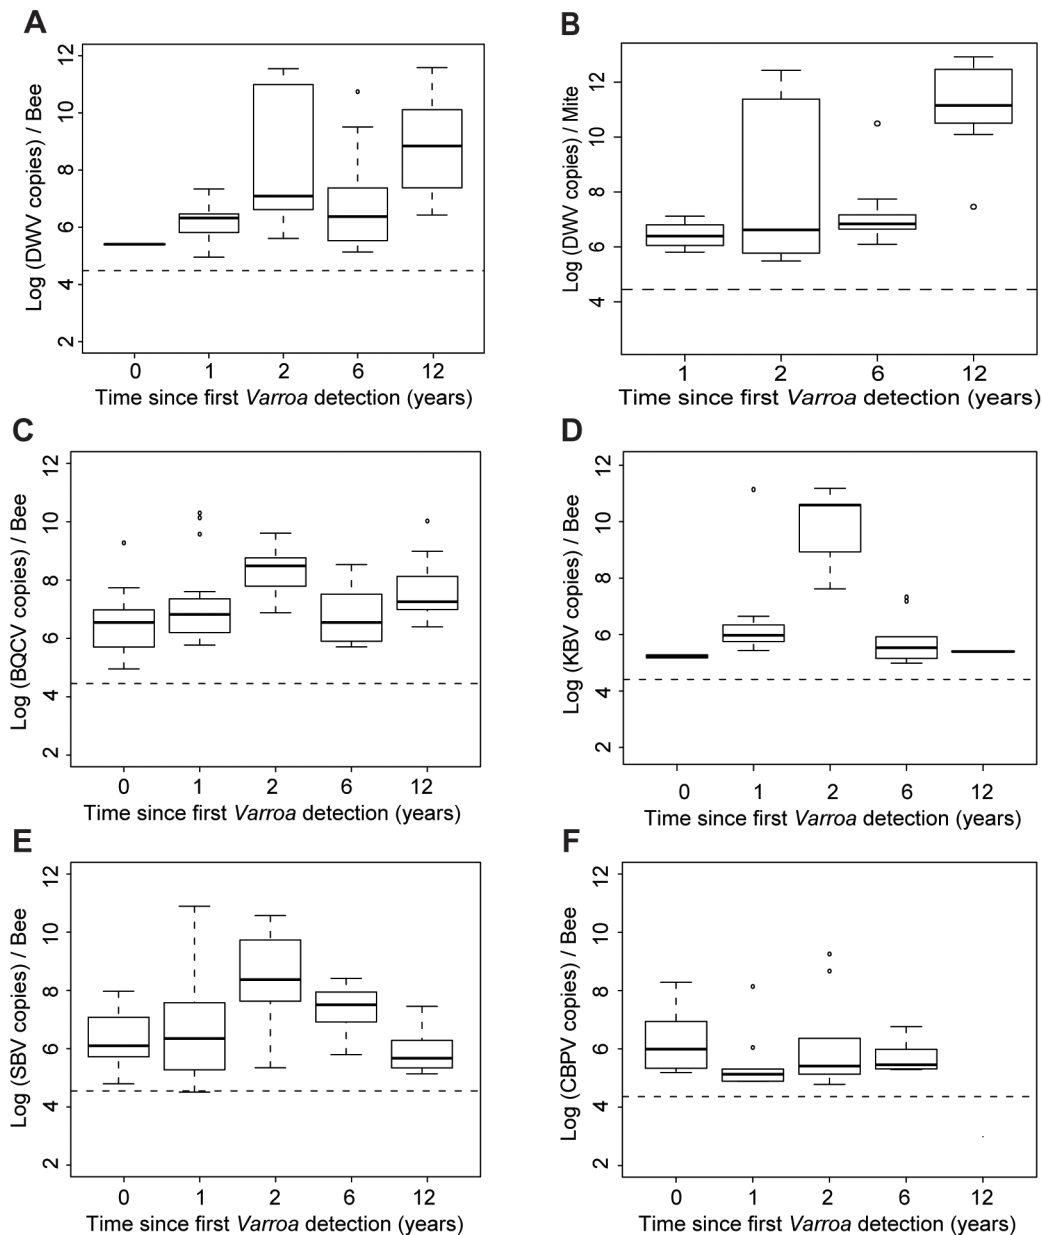 A
Log (DWV copies) / Bee
12
10
8
6
4
2
0 1 2 6 12
Time since first Varroa detection (years)
B
Log (DWV copies) / Mite
12
10
8
6
4
1 2 6 12
Time since first Varroa detection (years)
C
Log (BQCV copies) / Bee
12
10
8
6
4
2
0 1 2 6 12
Time since first Varroa detection (years)
D
Log (KBV copies) / Bee
12
10
8
6
4
2
0 1 2 6 12
Time since first Varroa detection (years)
E
Log (SBV copies) / Bee
12
10
8
6
4
2
0 1 2 6 12
Time since first Varroa detection (years)
F
Log (CBPV copies) / Bee
12
10
8
6
4
2
0 1 2 6 12
Time since first Varroa detection (years)